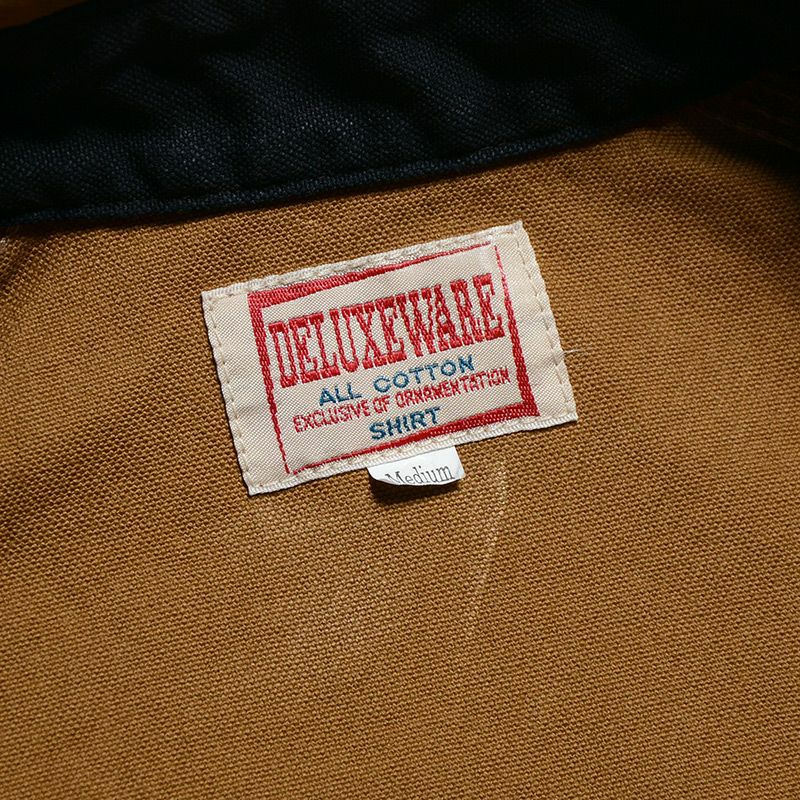 DELUXEWARE
ALL COTTON
EXCLUSIVE OF ORNAMENTATION
SHIRT
Medium